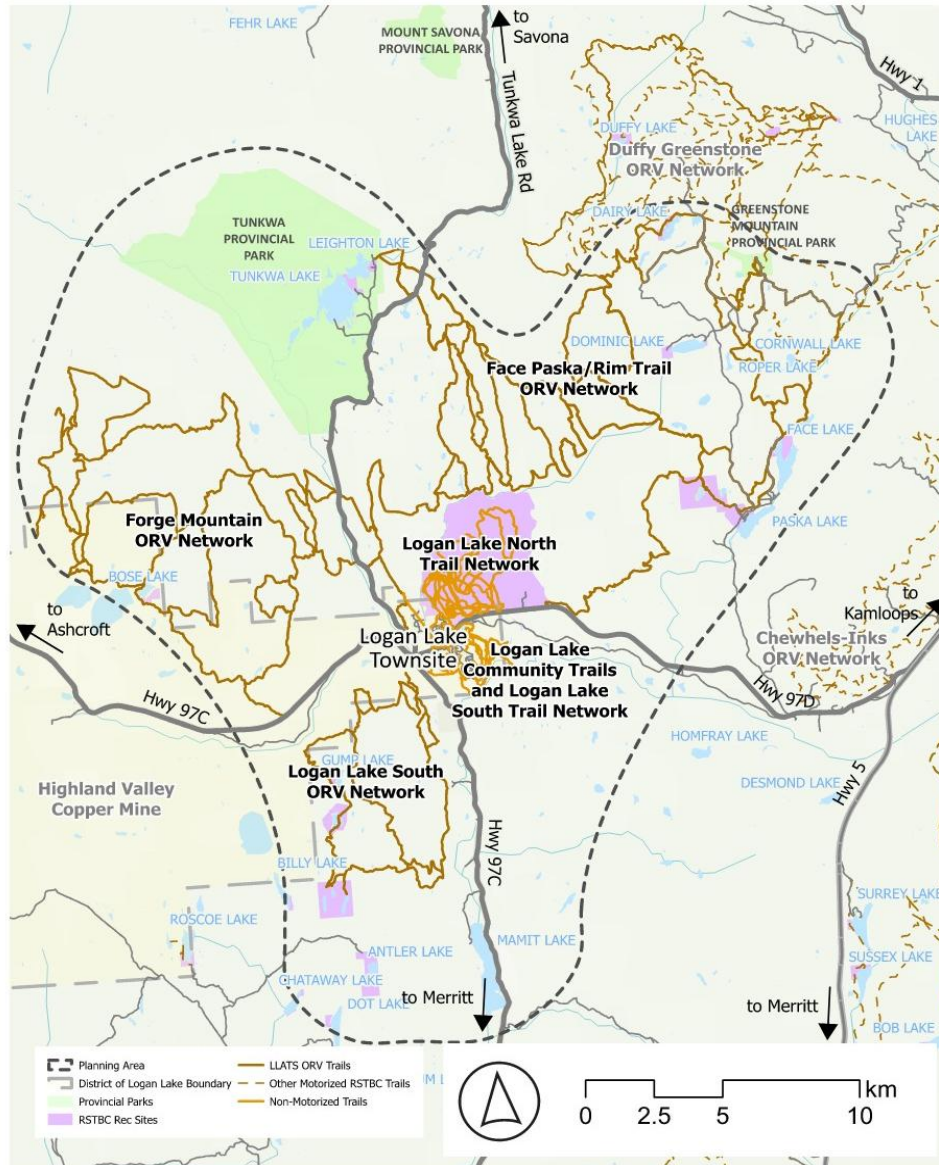 FEHR LAKE
MOUNT SAVONA
PROVINCIAL PARK
to
Savona
Tunkwa Lake Rd
Hwy 1
HUGHES
LAKE
DUFFY LAKE
Duffy Greenstone
ORV Network
DAIRY LAKE
GREENSTONE
MOUNTAIN
PROVINCIAL PARK
TUNKWA
PROVINCIAL
PARK
LEIGHTON LAKE
TUNKWA LAKE
DOMINIC LAKE
CORNWALL LAKE
ROPER LAKE
Face Paska/Rim Trail
ORV Network
FACE LAKE
PASKA LAKE
Forge Mountain
ORV Network
BOSE LAKE
Logan Lake North
Trail Network
to
Ashcroft
to
Kamloops
Logan Lake
Townsite
Logan Lake
Community Trails
and Logan Lake
South Trail Network
Chewhels-Inks
ORV Network
Hwy 97C
Hwy 97D
HOMFRAY LAKE
DESMOND LAKE
Hwy 5
GUMP LAKE
Logan Lake South
ORV Network
Highland Valley
Copper Mine
Hwy 97C
BILLY LAKE
ROSCOE LAKE
SURREY LAKE
MAMIT LAKE
ANTLER LAKE
SUSSEX LAKE
CHATAWAY LAKE
DOT LAKE
to Merritt
to Merritt
BOB LAKE
Planning Area
District of Logan Lake Boundary
Provincial Parks
RSTBC Rec Sites
LLATS ORV Trails
Other Motorized RSTBC Trails
Non-Motorized Trails
km
0 2.5 5 10